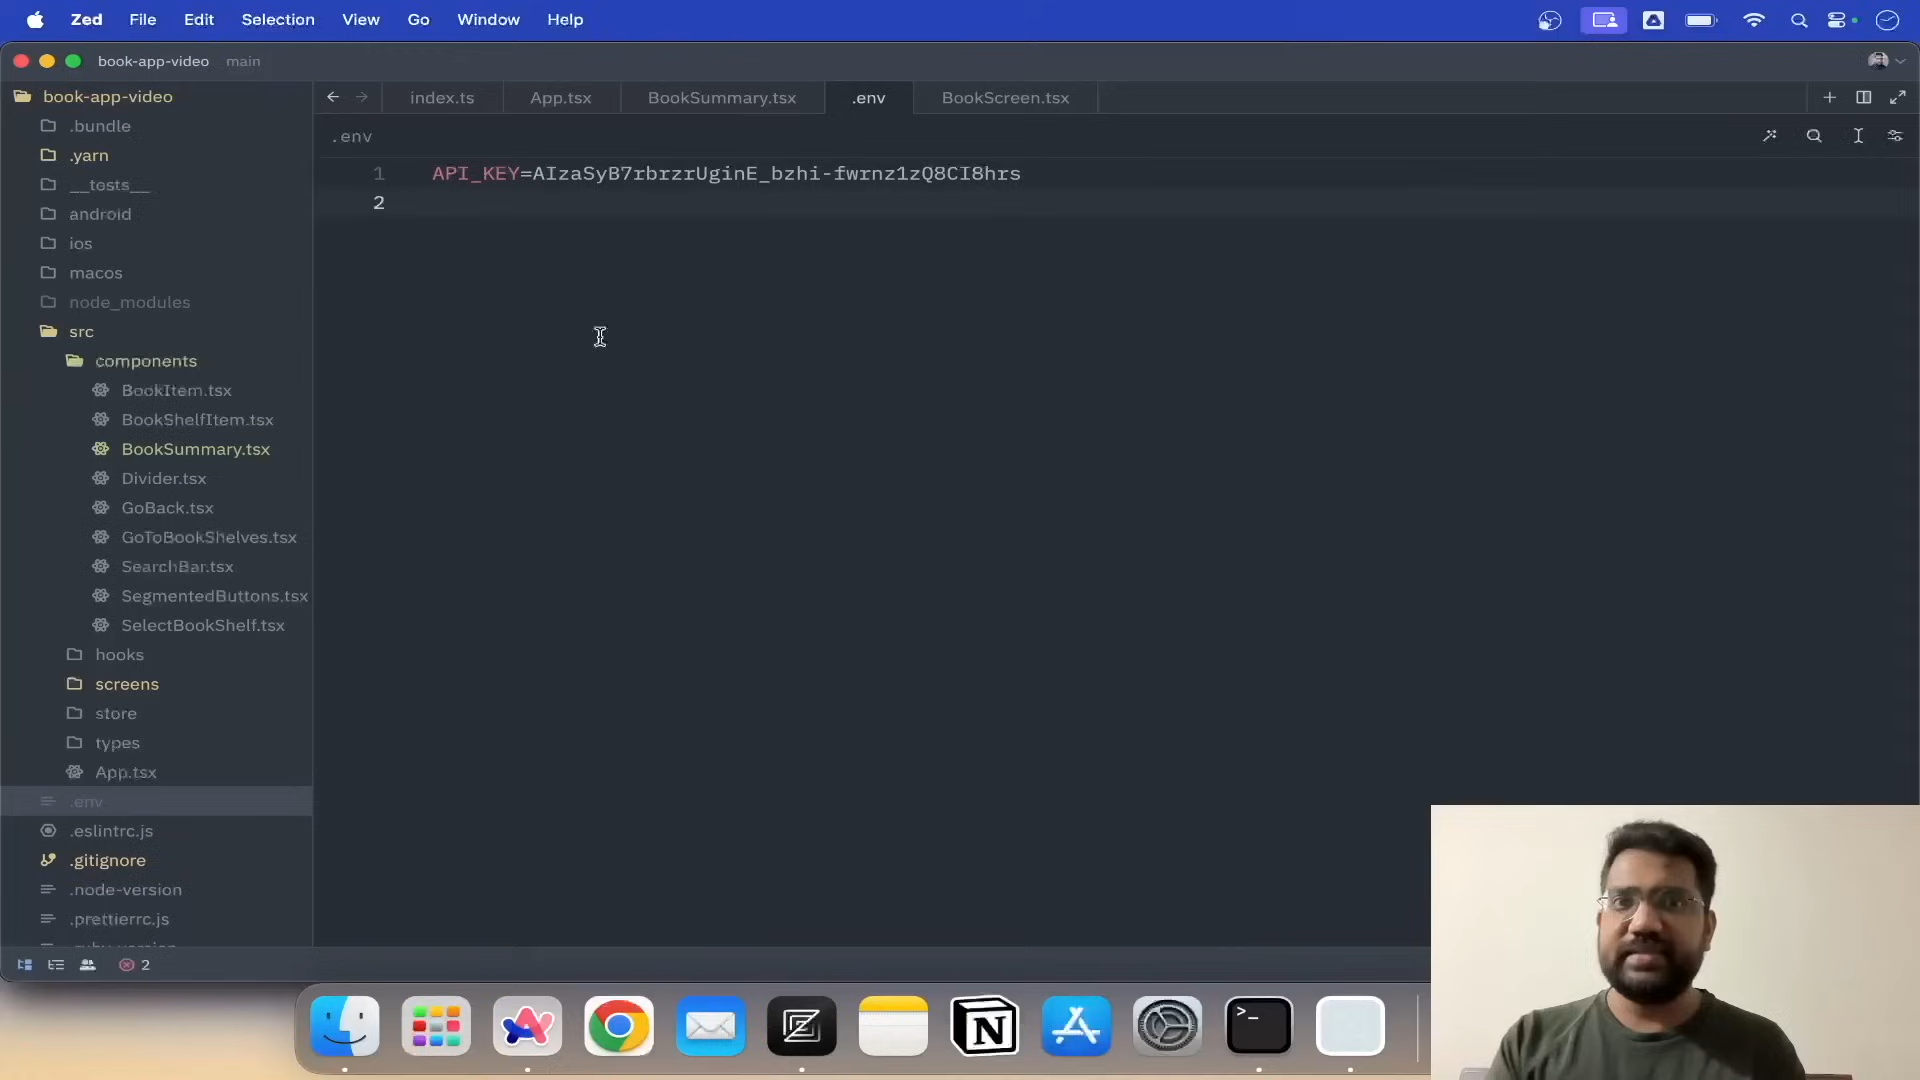 Zed File Edit Selection View Go Window Help
book-app-video main
book-app-video
index.ts App.tsx BookSummary.tsx .env BookScreen.tsx
.bundle
.env
.yarn
1 API_KEY=AIzaSyB7rbrzrUginE_bzhi-fwrnz1zQ8CI8hrs
2
__tests__
android
ios
macos
node_modules
src
components
BookItem.tsx
BookShelfItem.tsx
BookSummary.tsx
Divider.tsx
GoBack.tsx
GoToBookShelves.tsx
SearchBar.tsx
SegmentedButtons.tsx
SelectBookShelf.tsx
hooks
screens
store
types
App.tsx
.env
.eslintrc.js
.gitignore
.node-version
.prettierrc.js
2